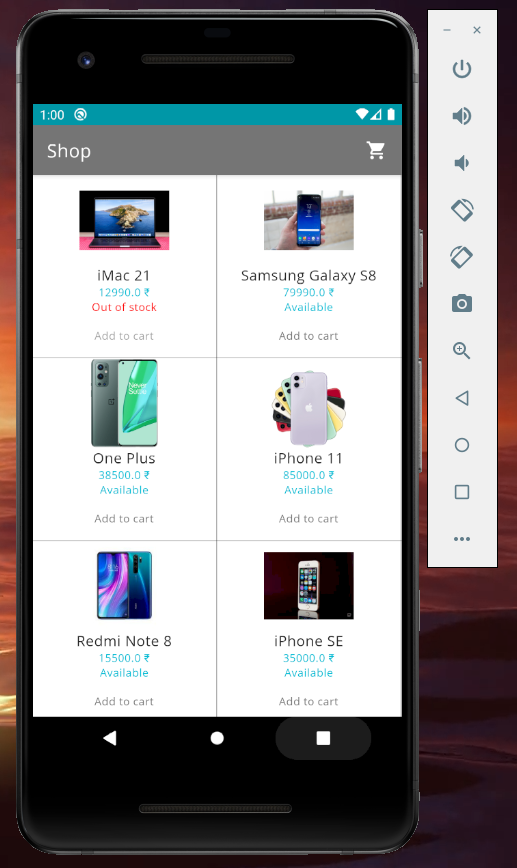 1:00
Shop
iMac 21
12990.0 ₹
Out of stock
Add to cart
Samsung Galaxy S8
79990.0 ₹
Available
Add to cart
Never
Settle
One Plus
38500.0 ₹
Available
Add to cart
iPhone 11
85000.0 ₹
Available
Add to cart
Redmi Note 8
15500.0 ₹
Available
Add to cart
iPhone SE
35000.0 ₹
Available
Add to cart